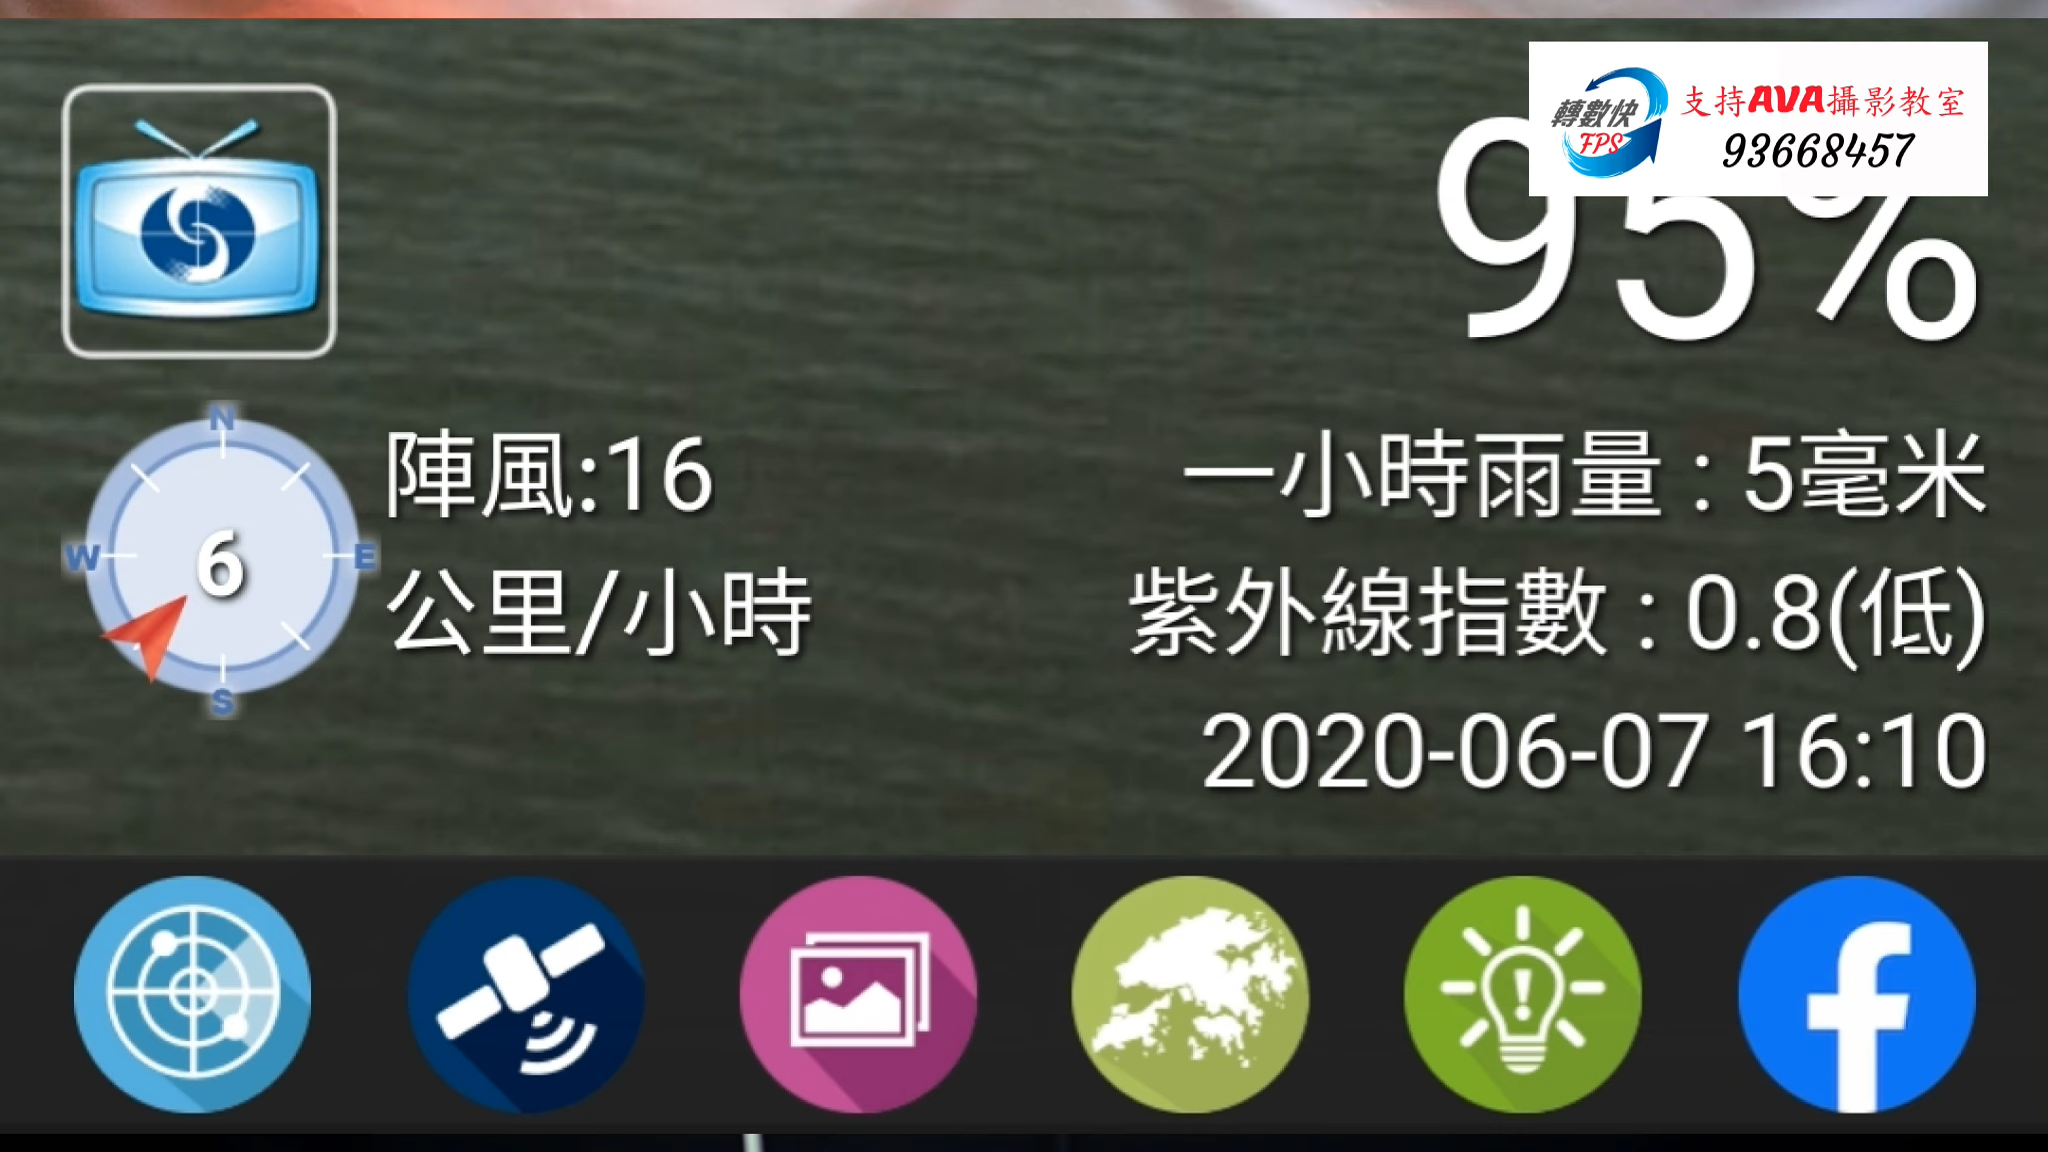 轉數快
FPS
支持AVA攝影教室
93668457
95%
N
W
E
S
6
陣風:16
公里/小時
一小時雨量 : 5毫米
紫外線指數 : 0.8(低)
2020-06-07 16:10